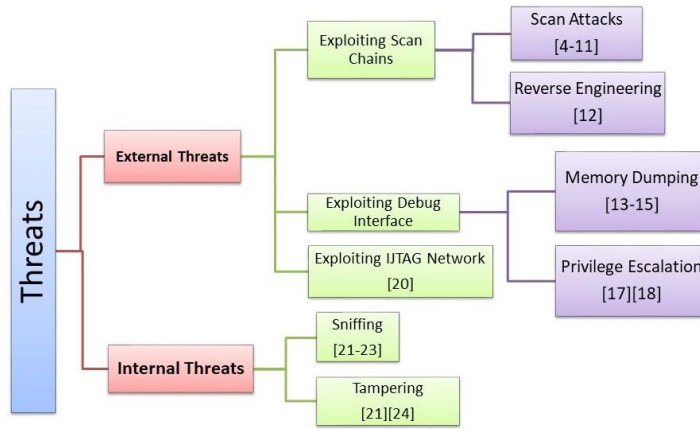 Threats
External Threats
Exploiting Scan
Chains
Scan Attacks
[4-11]
Reverse Engineering
[12]
Exploiting Debug
Interface
Memory Dumping
[13-15]
Privilege Escalation
[17][18]
Exploiting IJTAG Network
[20]
Internal Threats
Sniffing
[21-23]
Tampering
[21][24]